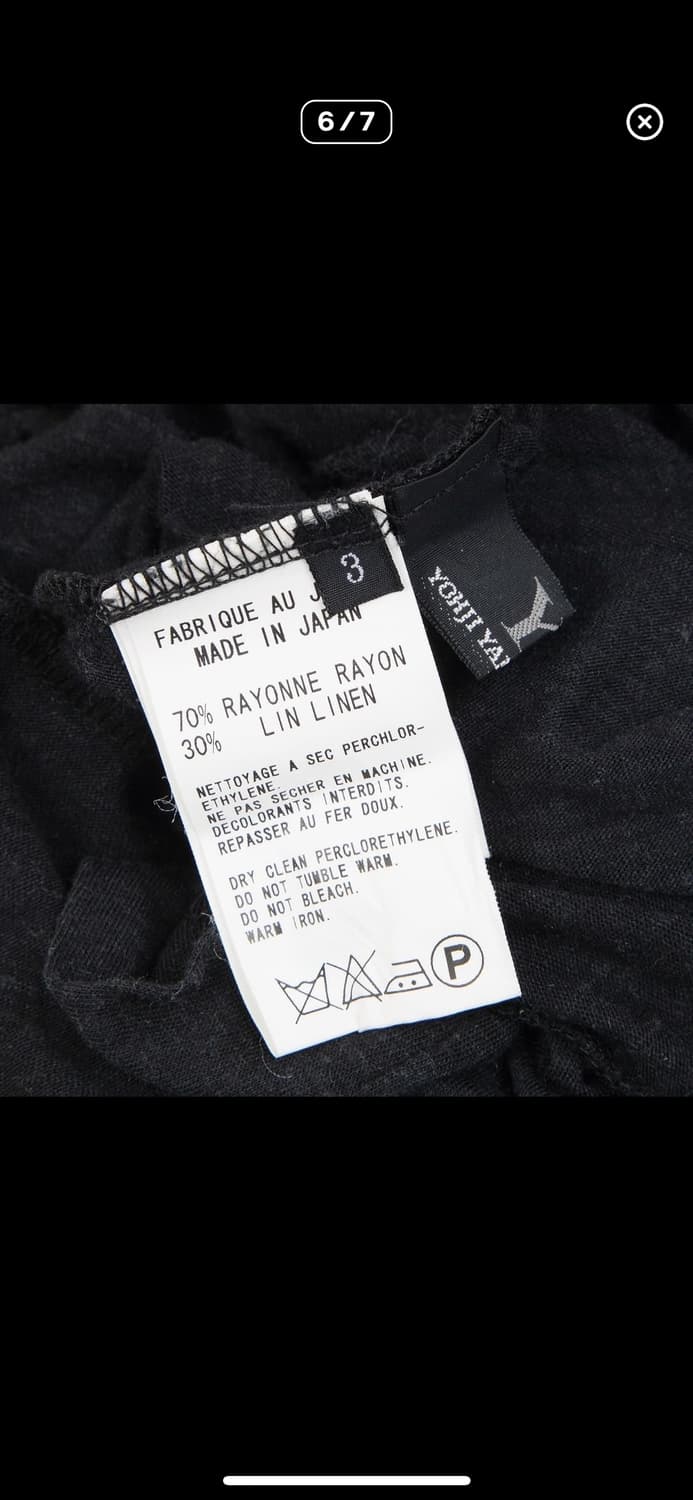 6/7
3
FABRIQUE AU
MADE IN JAPAN
70% RAYONNE RAYON
30% LIN LINEN
NETTOYAGE A SEC PERCHLOR-
ETHYLENE.
NE PAS SECHER EN MACHINE.
DECOLORANTS INTERDITS.
REPASSER AU FER DOUX.
DRY CLEAN PERCLORETHYLENE.
DO NOT TUMBLE WARM.
DO NOT BLEACH.
WARM IRON.
P
YOHJI
Y